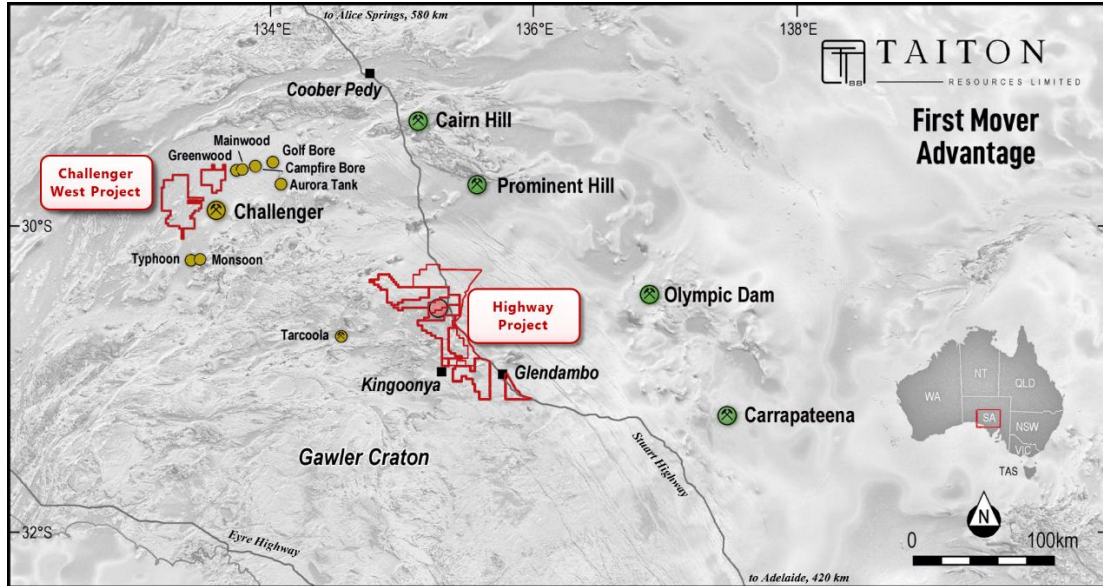 to Alice Springs, 580 km
134°E
136°E
138°E
TAITON
RESOURCES LIMITED
88
First Mover
Advantage
Coober Pedy
Cairn Hill
Mainwood
Golf Bore
Greenwood
Campfire Bore
Aurora Tank
Challenger
West Project
Prominent Hill
Challenger
30°S
Typhoon
Monsoon
Highway
Project
Olympic Dam
Tarcoola
Kingoonya
Glendambo
Carrapateena
Gawler Craton
Stuart Highway
WA
NT
QLD
SA
NSW
VIC
TAS
N
0
100km
32°S
Eyre Highway
to Adelaide, 420 km